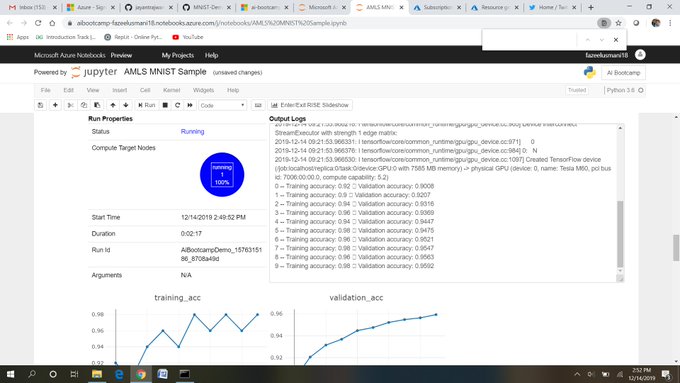 Inbox (3)
Azure - Sign
jayantrajwani
MNIST-Dem
ai-bootcamp
Microsoft A
AMLS MNIS
Subscription
Resource g
Home / Twi
aibootcamp-fazeelusmani18.notebooks.azure.com/j/notebooks/AMLS%20MNIST%20Sample.ipynb
Apps
Introduction Track |...
Repl.it - Online Pyt...
YouTube
Microsoft Azure Notebooks Preview My Projects Help fazeelusmani18
Powered by jupyter AMLS MNIST Sample (unsaved changes) AI Bootcamp
File Edit View Insert Cell Kernel Widgets Help Trusted Python 3.6
Run Code Enter/Exit RISE Slideshow
Run Properties
Status Running
Compute Target Nodes
running
1
100%
Start Time 12/14/2019 2:49:52 PM
Duration 0:02:17
Run Id AIBootcampDemo_15763151
86_8708a49d
Arguments N/A
Output Logs
StreamExecutor with strength 1 edge matrix:
2019-12-14 09:21:53.966331: I tensorflow/core/common_runtime/gpu/gpu_device.cc:971] 0
2019-12-14 09:21:53.966376: I tensorflow/core/common_runtime/gpu/gpu_device.cc:984] 0: N
2019-12-14 09:21:53.966530: I tensorflow/core/common_runtime/gpu/gpu_device.cc:1097] Created TensorFlow device
(/job:localhost/replica:0/task:0/device:GPU:0 with 7585 MB memory) -> physical GPU (device: 0, name: Tesla M60, pci bus
id: 7006:00:00.0, compute capability: 5.2)
0 -- Training accuracy: 0.92 Validation accuracy: 0.9008
1 -- Training accuracy: 0.9 Validation accuracy: 0.9207
2 -- Training accuracy: 0.94 Validation accuracy: 0.9316
3 -- Training accuracy: 0.96 Validation accuracy: 0.9369
4 -- Training accuracy: 0.94 Validation accuracy: 0.9447
5 -- Training accuracy: 0.98 Validation accuracy: 0.9475
6 -- Training accuracy: 0.96 Validation accuracy: 0.9521
7 -- Training accuracy: 0.98 Validation accuracy: 0.9547
8 -- Training accuracy: 0.96 Validation accuracy: 0.9563
9 -- Training accuracy: 0.98 Validation accuracy: 0.9592
training_acc
0.98
0.96
0.94
0.92
validation_acc
0.96
0.94
0.92
2:52 PM
12/14/2019